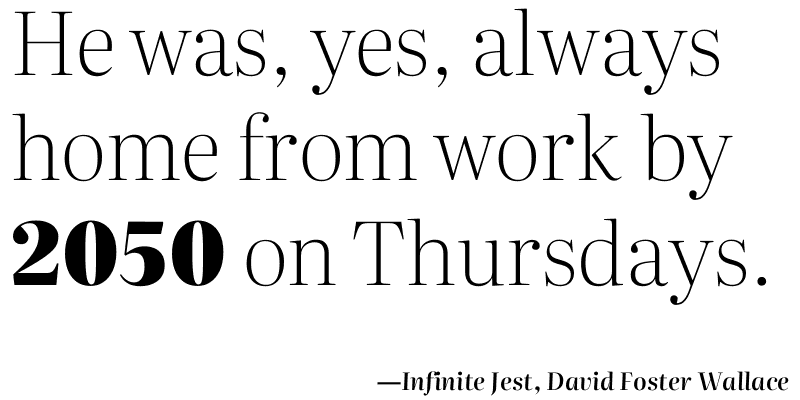 He was, yes, always
home from work by
2050 on Thursdays.
—Infinite Jest, David Foster Wallace